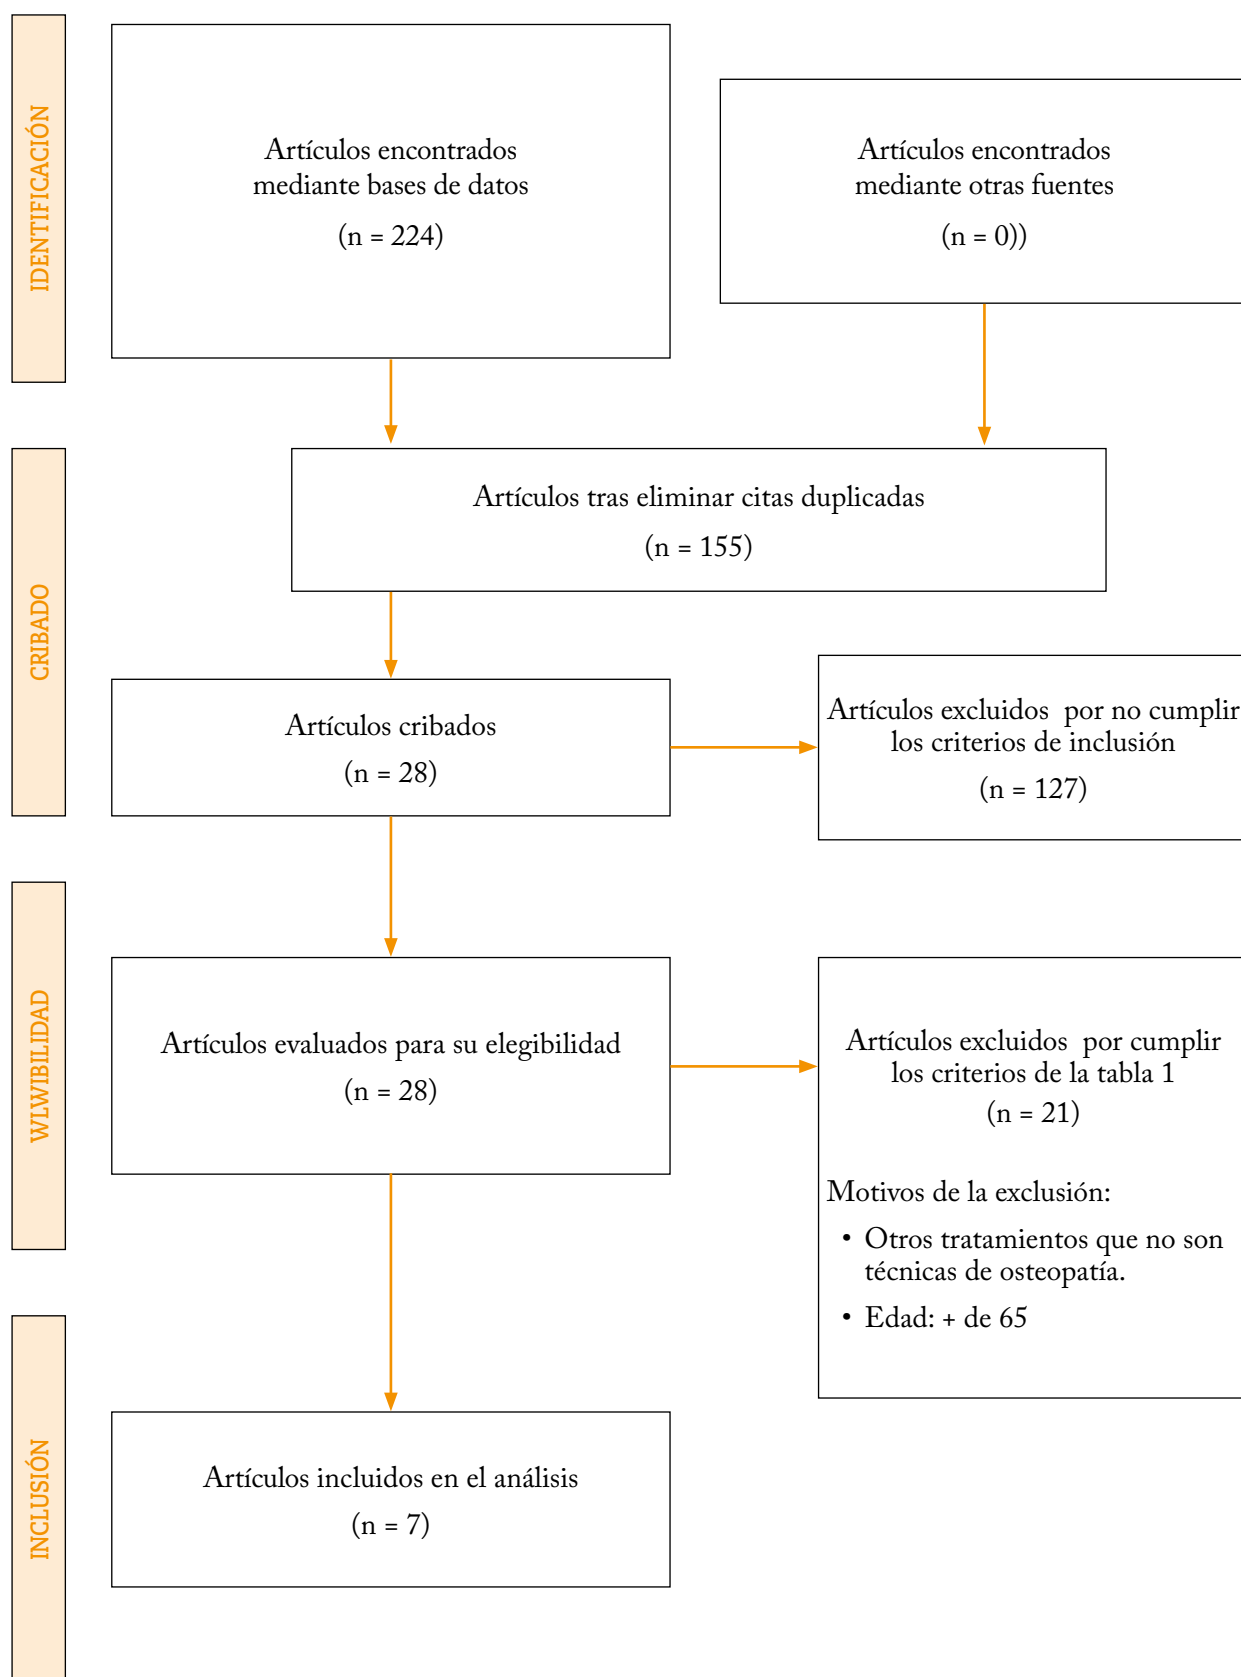 IDENTIFICACIÓN
Artículos encontrados
mediante bases de datos
(n = 224)
Artículos encontrados
mediante otras fuentes
(n = 0))
CRIBADO
Artículos tras eliminar citas duplicadas
(n = 155)
Artículos cribados
(n = 28)
Artículos excluidos por no cumplir
los criterios de inclusión
(n = 127)
WLWIBILIDAD
Artículos evaluados para su elegibilidad
(n = 28)
Artículos excluidos por cumplir
los criterios de la tabla 1
(n = 21)
Motivos de la exclusión:
• Otros tratamientos que no son
técnicas de osteopatía.
• Edad: + de 65
INCLUSIÓN
Artículos incluidos en el análisis
(n = 7)